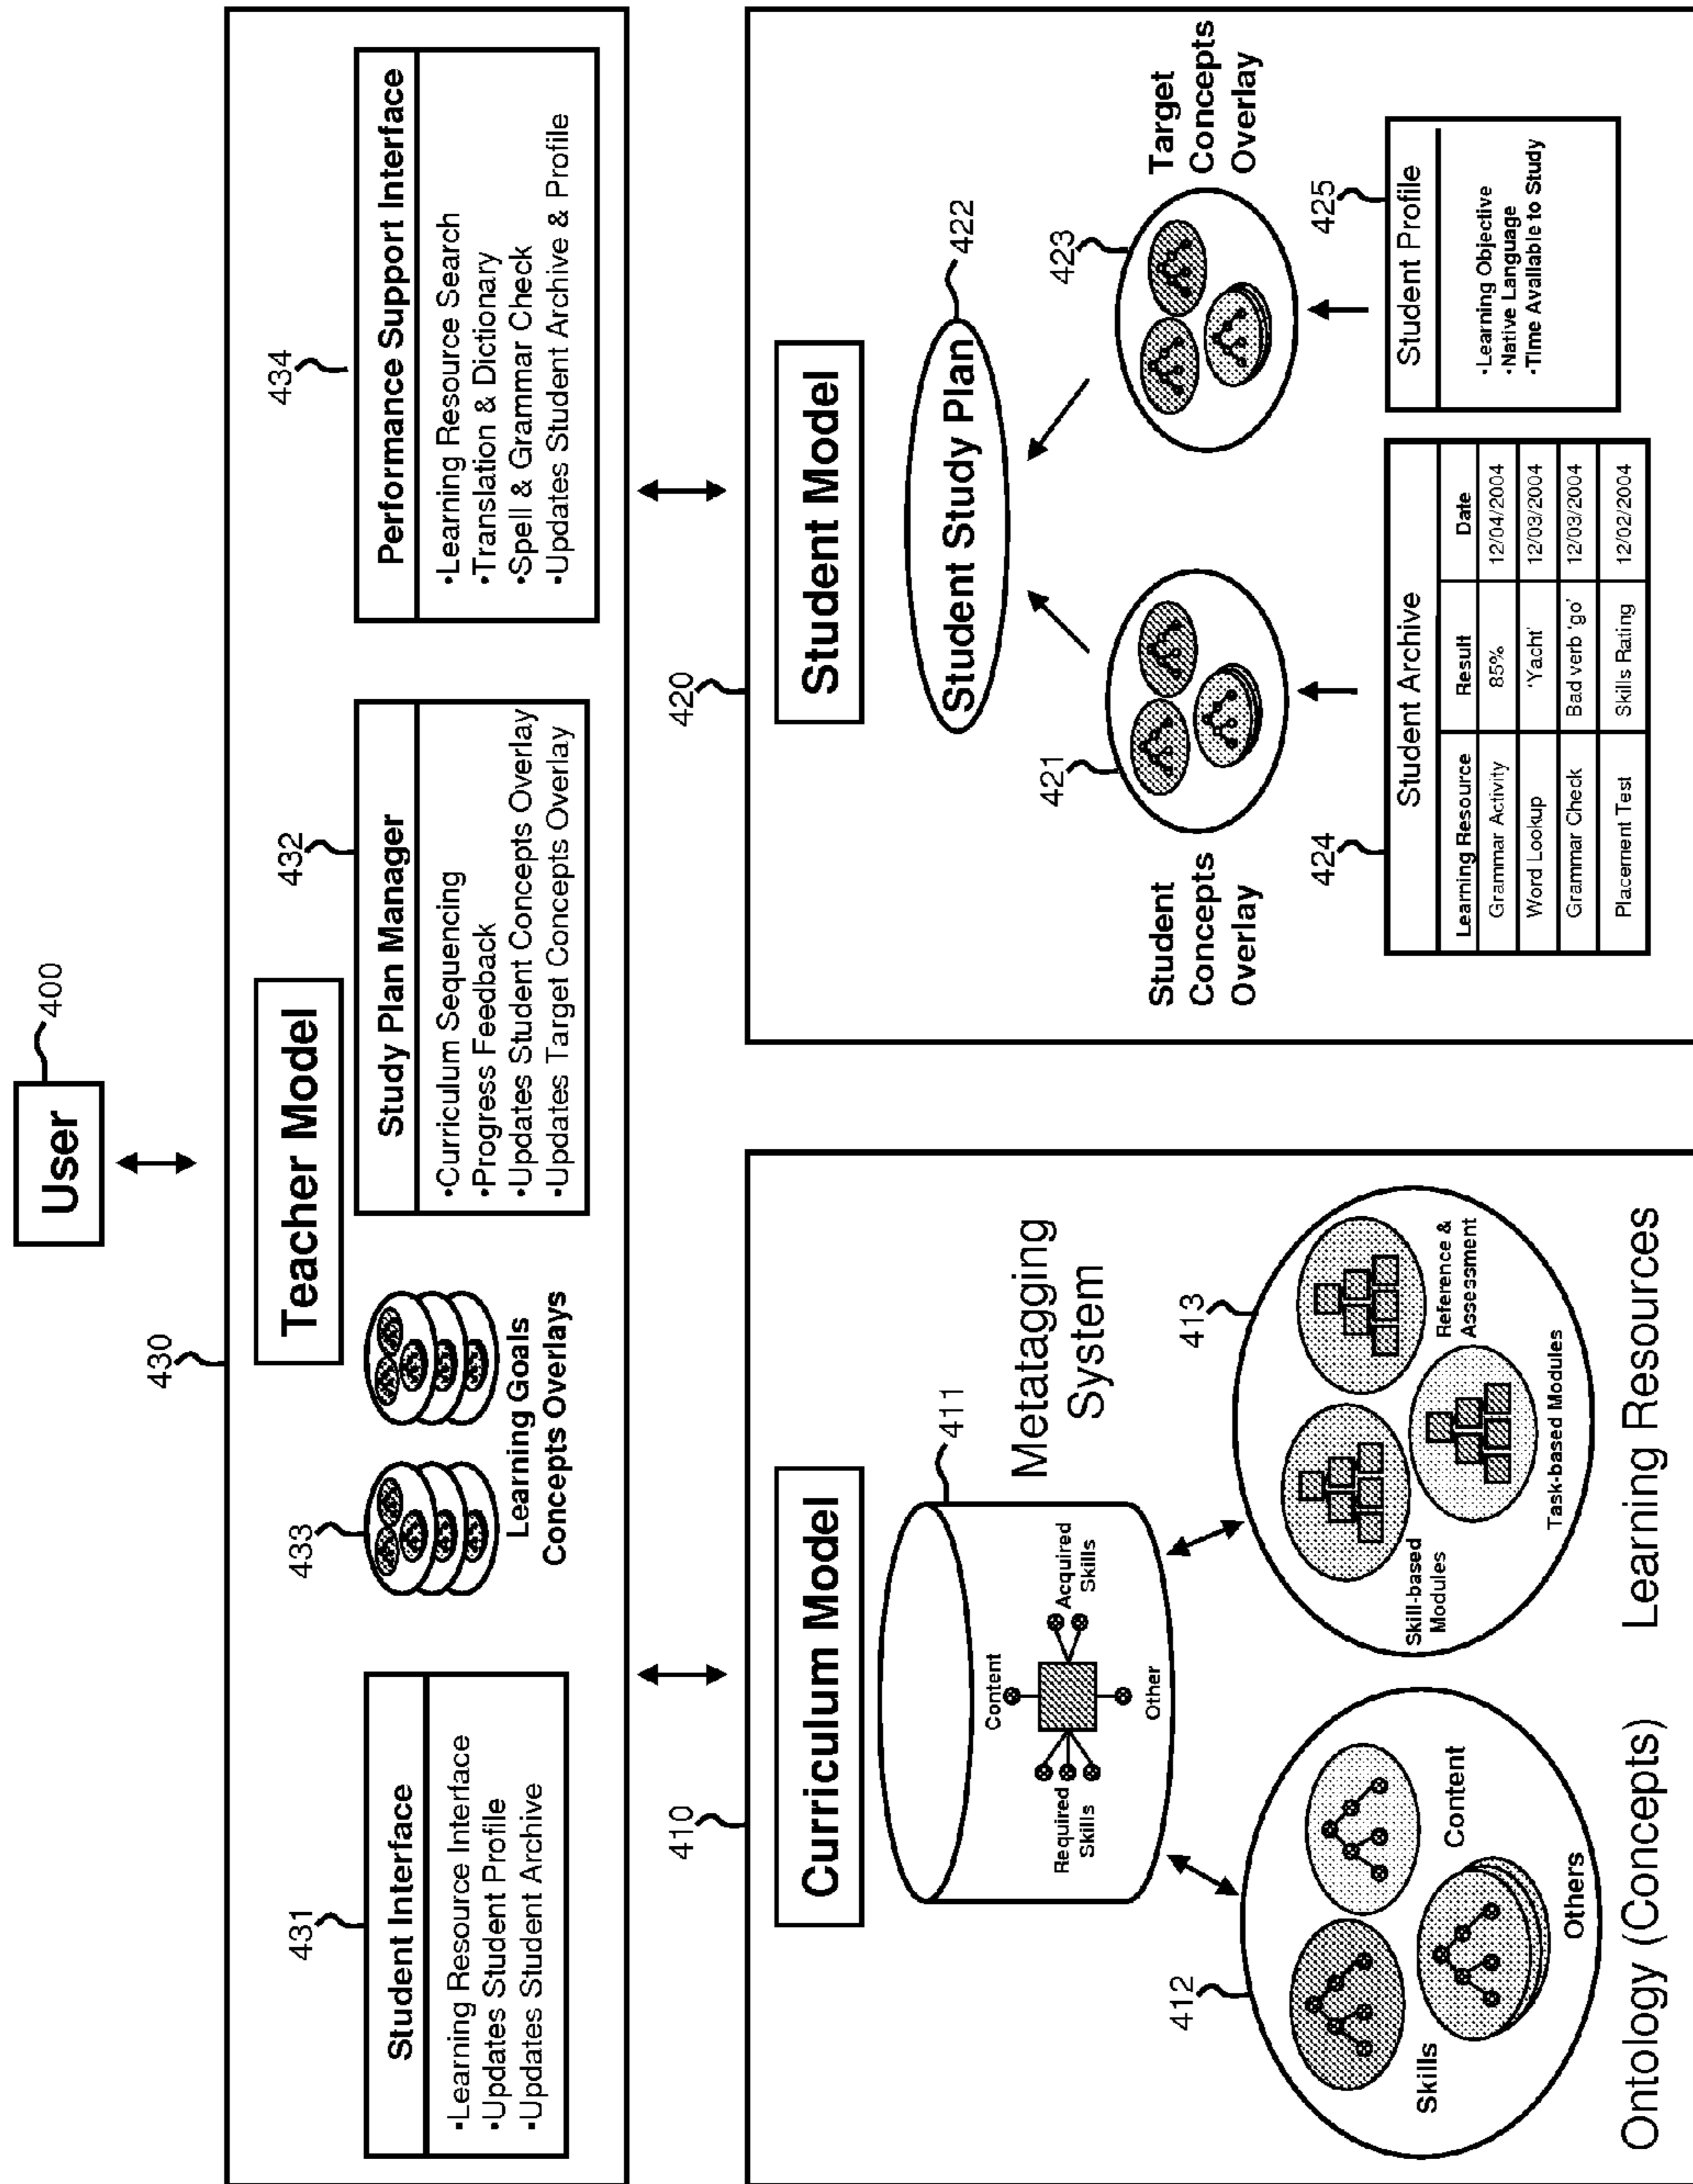 User
400
430
Teacher Model
431
Student Interface
•Learning Resource Interface
•Updates Student Profile
•Updates Student Archive
433
Learning Goals
Concepts Overlays
432
Study Plan Manager
•Curriculum Sequencing
•Progress Feedback
•Updates Student Concepts Overlay
•Updates Target Concepts Overlay
434
Performance Support Interface
•Learning Resource Search
•Translation & Dictionary
•Spell & Grammar Check
•Updates Student Archive & Profile
410
Curriculum Model
411
Metatagging
System
Content
Required
Skills
Acquired
Skills
Other
412
Skills
Content
Others
Ontology (Concepts)
413
Skill-based
Modules
Reference &
Assessment
Task-based Modules
Learning Resources
420
Student Model
Student Study Plan
422
421
Student
Concepts
Overlay
423
Target
Concepts
Overlay
424
Student Archive
Learning Resource Result Date
Grammar Activity 85% 12/04/2004
Word Lookup 'Yacht' 12/03/2004
Grammar Check Bad verb 'go' 12/03/2004
Placement Test Skills Rating 12/02/2004
425
Student Profile
•Learning Objective
•Native Language
•Time Available to Study